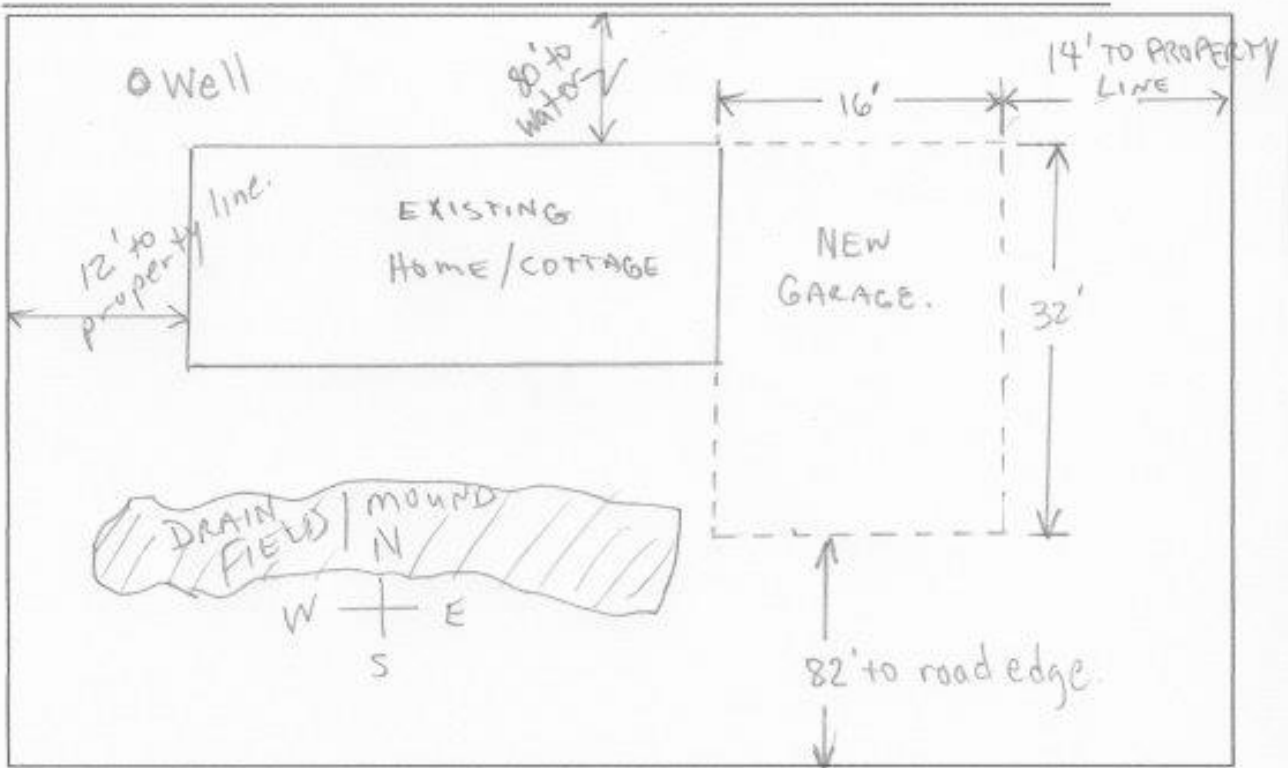 Well
80' to
water
14' TO PROPERTY
LINE
16'
12' to
property line.
EXISTING
HOME/COTTAGE
NEW
GARAGE.
32'
DRAIN
FIELD
MOUND
N
W E
S
82' to road edge.